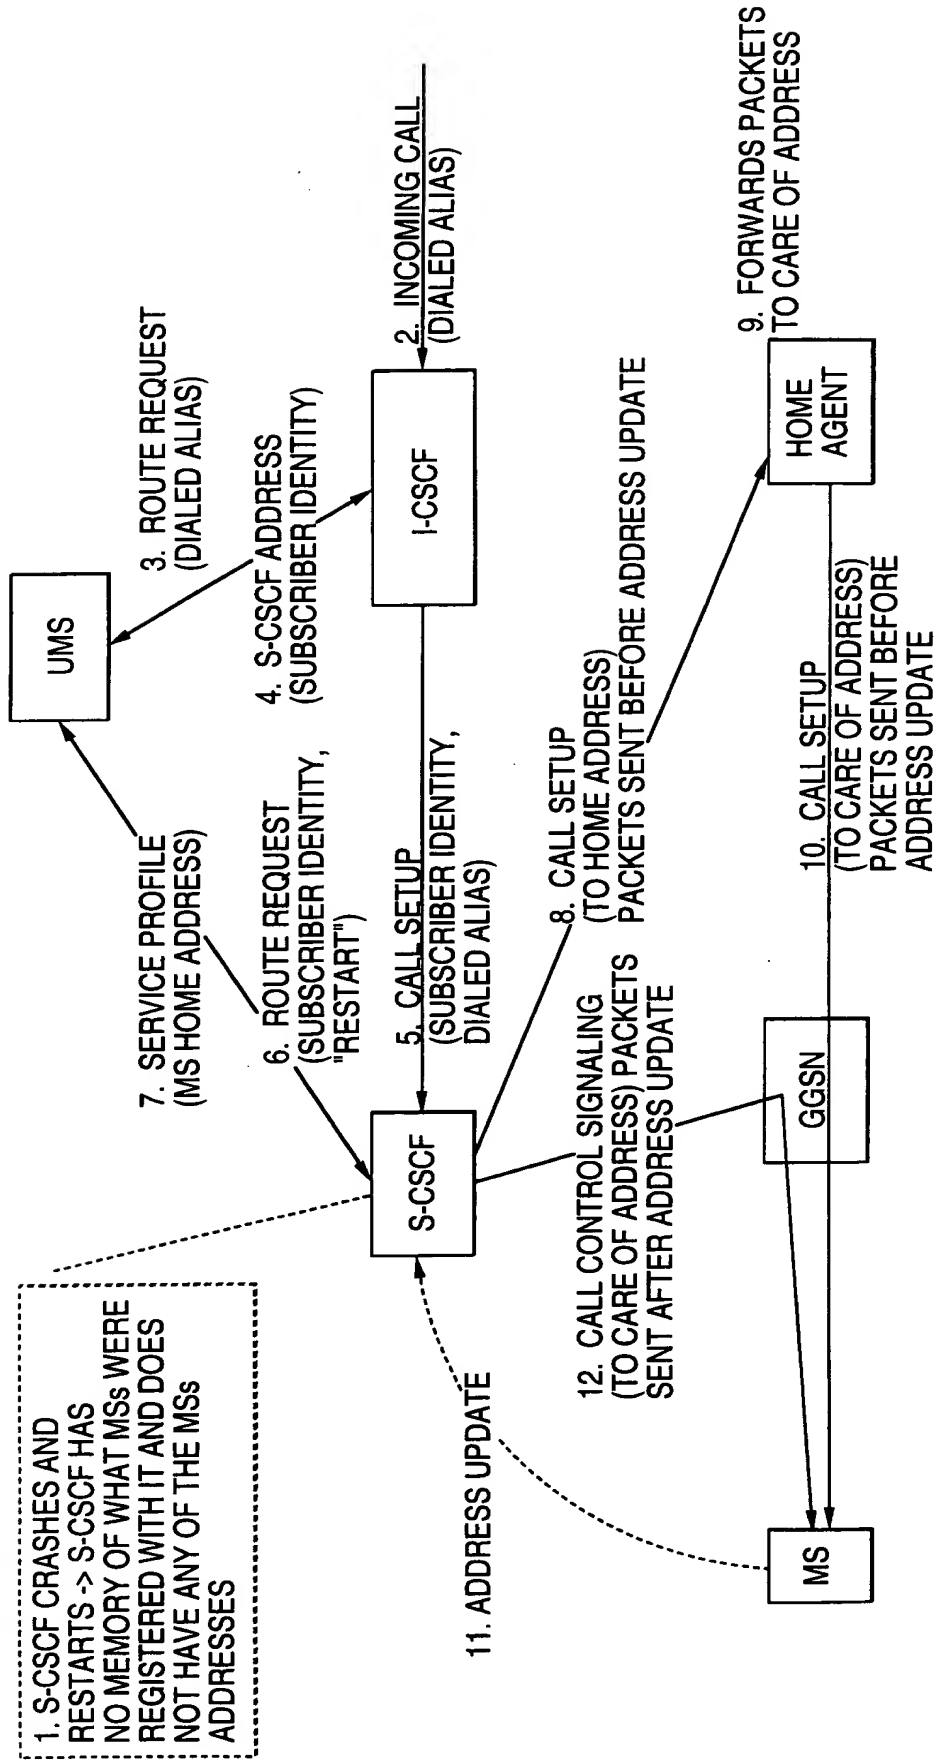 1. S-CSCF CRASHES AND
RESTARTS -> S-CSCF HAS
NO MEMORY OF WHAT MSs WERE
REGISTERED WITH IT AND DOES
NOT HAVE ANY OF THE MSs
ADDRESSES
7. SERVICE PROFILE
(MS HOME ADDRESS)
UMS
3. ROUTE REQUEST
(DIALED ALIAS)
6. ROUTE REQUEST
(SUBSCRIBER IDENTITY,
"RESTART")
4. S-CSCF ADDRESS
(SUBSCRIBER IDENTITY)
S-CSCF
5. CALL SETUP
(SUBSCRIBER IDENTITY,
DIALED ALIAS)
I-CSCF
2. INCOMING CALL
(DIALED ALIAS)
11. ADDRESS UPDATE
12. CALL CONTROL SIGNALING
(TO CARE OF ADDRESS) PACKETS
SENT AFTER ADDRESS UPDATE
8. CALL SETUP
(TO HOME ADDRESS)
PACKETS SENT BEFORE ADDRESS UPDATE
9. FORWARDS PACKETS
TO CARE OF ADDRESS
MS
GGSN
10. CALL SETUP
(TO CARE OF ADDRESS)
PACKETS SENT BEFORE
ADDRESS UPDATE
HOME
AGENT